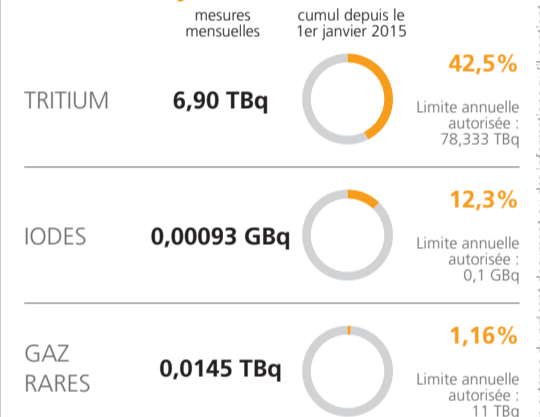 mesures
mensuelles
cumul depuis le
1er janvier 2015
TRITIUM
6,90 TBq
42,5%
Limite annuelle
autorisée :
78,333 TBq
IODES
0,00093 GBq
12,3%
Limite annuelle
autorisée :
0,1 GBq
GAZ
RARES
0,0145 TBq
1,16%
Limite annuelle
autorisée :
11 TBq